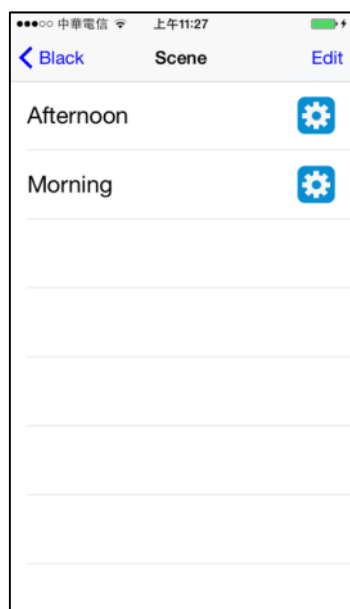 中華電信 上午11:27
Black Scene Edit
Afternoon
Morning